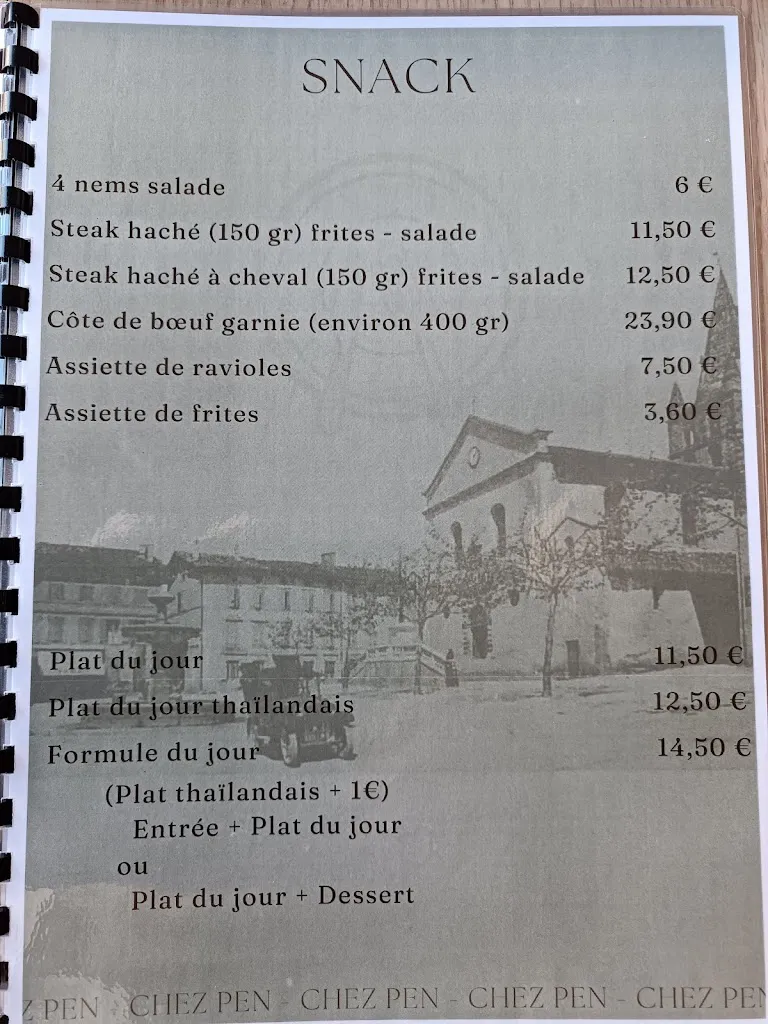 SNACK
4 nems salade 6 €
Steak haché (150 gr) frites - salade 11,50 €
Steak haché à cheval (150 gr) frites - salade 12,50 €
Côte de bœuf garnie (environ 400 gr) 23,90 €
Assiette de ravioles 7,50 €
Assiette de frites 3,60 €
Plat du jour 11,50 €
Plat du jour thaïlandais 12,50 €
Formule du jour 14,50 €
(Plat thaïlandais + 1€)
Entrée + Plat du jour
ou
Plat du jour + Dessert
Z PEN - CHEZ PEN - CHEZ PEN - CHEZ PEN - CHEZ PEN